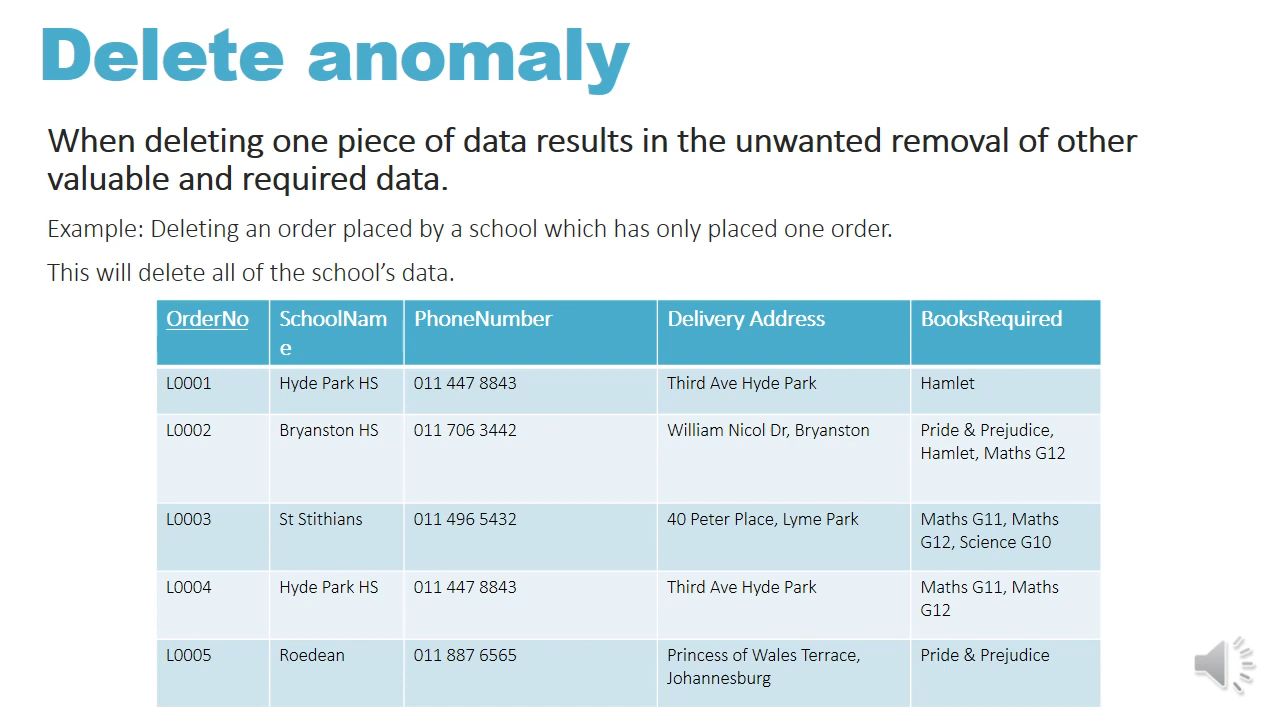 Delete anomaly
When deleting one piece of data results in the unwanted removal of other
valuable and required data.
Example: Deleting an order placed by a school which has only placed one order.
This will delete all of the school's data.
OrderNo SchoolNam PhoneNumber Delivery Address BooksRequired
e
L0001 Hyde Park HS 011 447 8843 Third Ave Hyde Park Hamlet
L0002 Bryanston HS 011 706 3442 William Nicol Dr, Bryanston Pride & Prejudice,
Hamlet, Maths G12
L0003 St Stithians 011 496 5432 40 Peter Place, Lyme Park Maths G11, Maths
G12, Science G10
L0004 Hyde Park HS 011 447 8843 Third Ave Hyde Park Maths G11, Maths
G12
L0005 Roedean 011 887 6565 Princess of Wales Terrace, Pride & Prejudice
Johannesburg